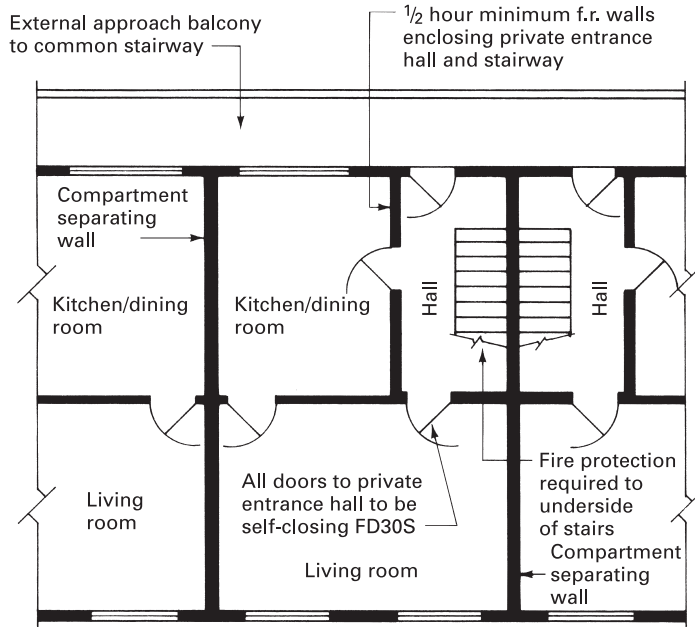 External approach balcony
to common stairway
1/2 hour minimum f.r. walls
enclosing private entrance
hall and stairway
Compartment
separating
wall
Kitchen/dining
room
Kitchen/dining
room
Hall
Hall
Living
room
All doors to private
entrance hall to be
self-closing FD30S
Living room
Fire protection
required to
underside
of stairs
Compartment
separating
wall